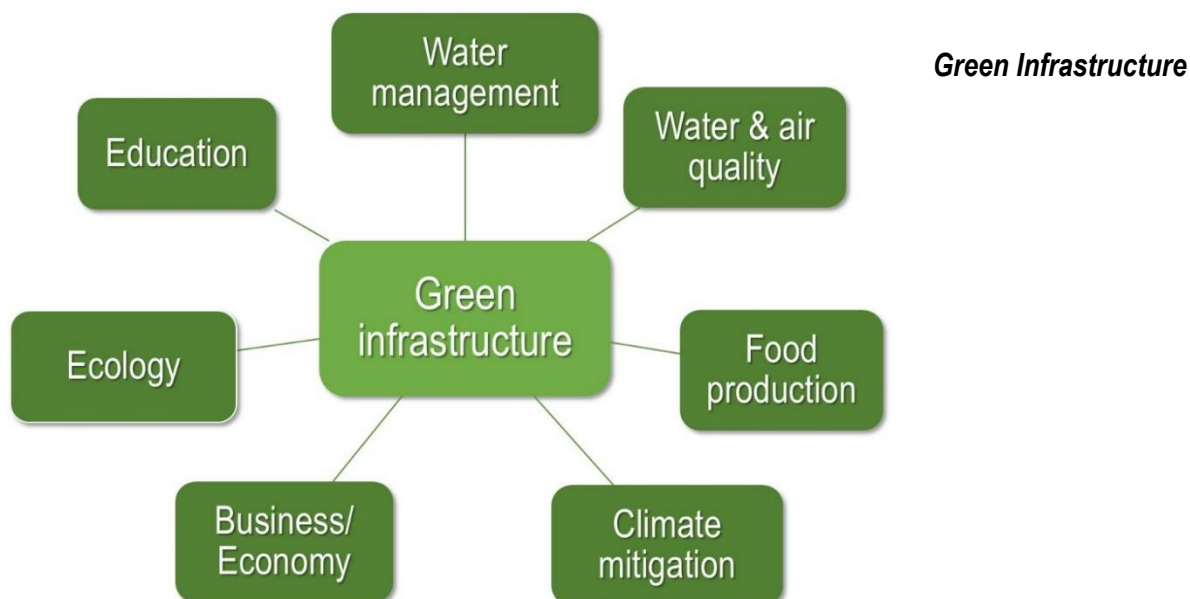 Green Infrastructure
Water
management
Water & air
quality
Education
Green
infrastructure
Ecology
Food
production
Business/
Economy
Climate
mitigation